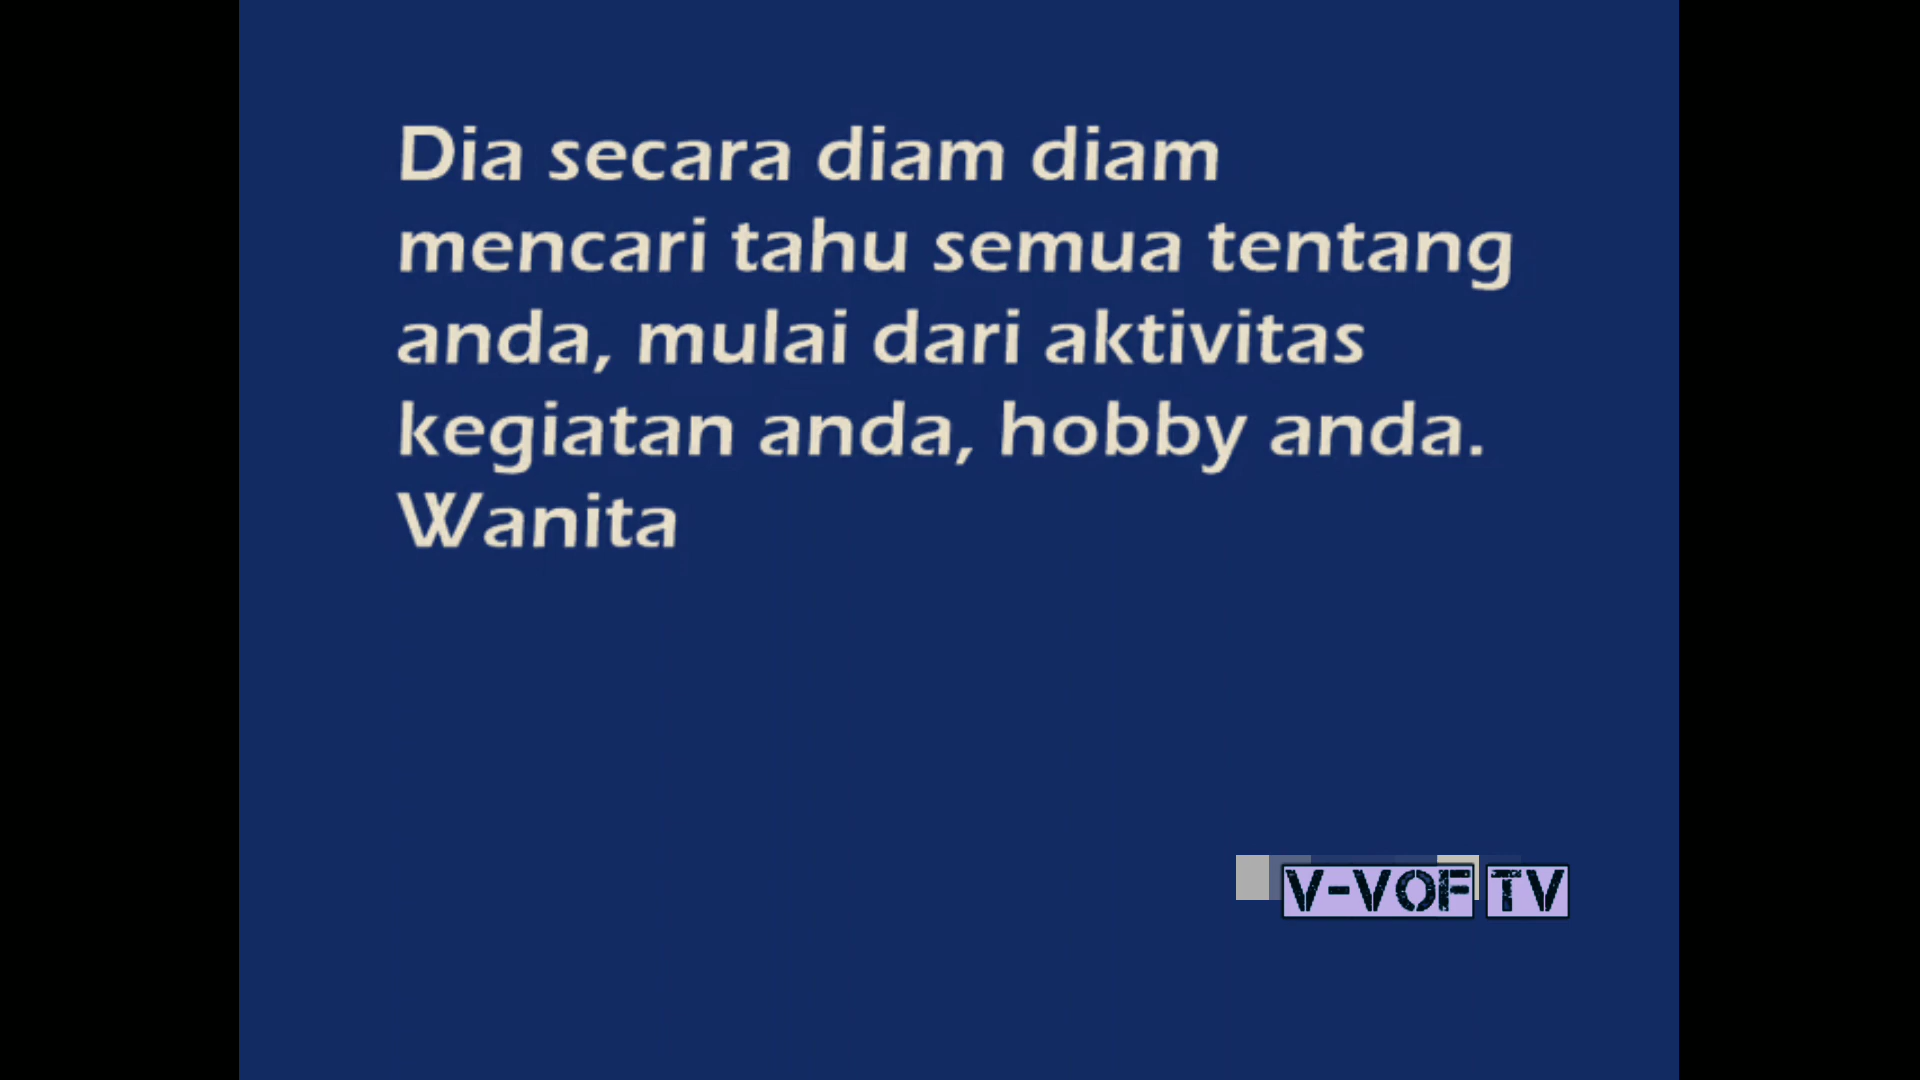 Dia secara diam diam
mencari tahu semua tentang
anda, mulai dari aktivitas
kegiatan anda, hobby anda.
Wanita
V-VOF TV